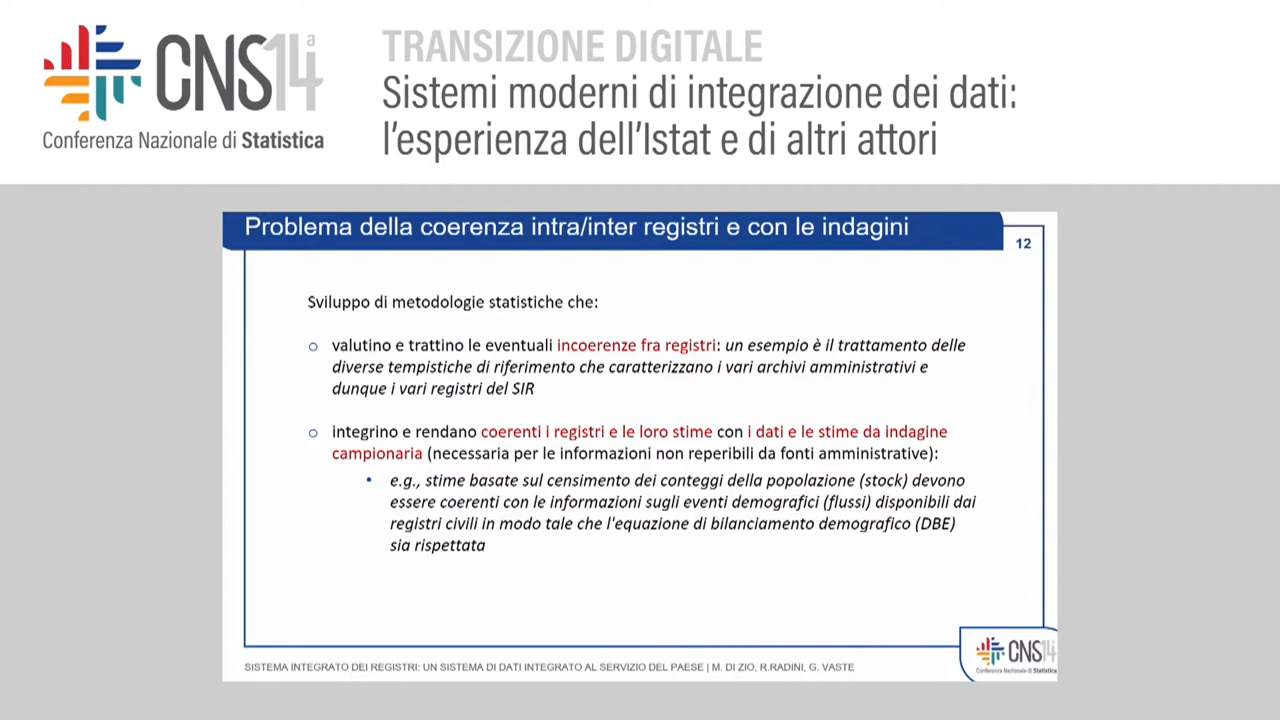 CNS14ª
Conferenza Nazionale di Statistica
TRANSIZIONE DIGITALE
Sistemi moderni di integrazione dei dati:
l'esperienza dell'Istat e di altri attori
Problema della coerenza intra/inter registri e con le indagini
12
Sviluppo di metodologie statistiche che:
valutino e trattino le eventuali incoerenze fra registri: un esempio è il trattamento delle
diverse tempistiche di riferimento che caratterizzano i vari archivi amministrativi e
dunque i vari registri del SIR
integrino e rendano coerenti i registri e le loro stime con i dati e le stime da indagine
campionaria (necessaria per le informazioni non reperibili da fonti amministrative):
e.g., stime basate sul censimento dei conteggi della popolazione (stock) devono
essere coerenti con le informazioni sugli eventi demografici (flussi) disponibili dai
registri civili in modo tale che l'equazione di bilanciamento demografico (DBE)
sia rispettata
SISTEMA INTEGRATO DEI REGISTRI: UN SISTEMA DI DATI INTEGRATO AL SERVIZIO DEL PAESE | M. DI ZIO, R.RADINI, G. VASTE
CNS14
Conferenza Nazionale di Statistica